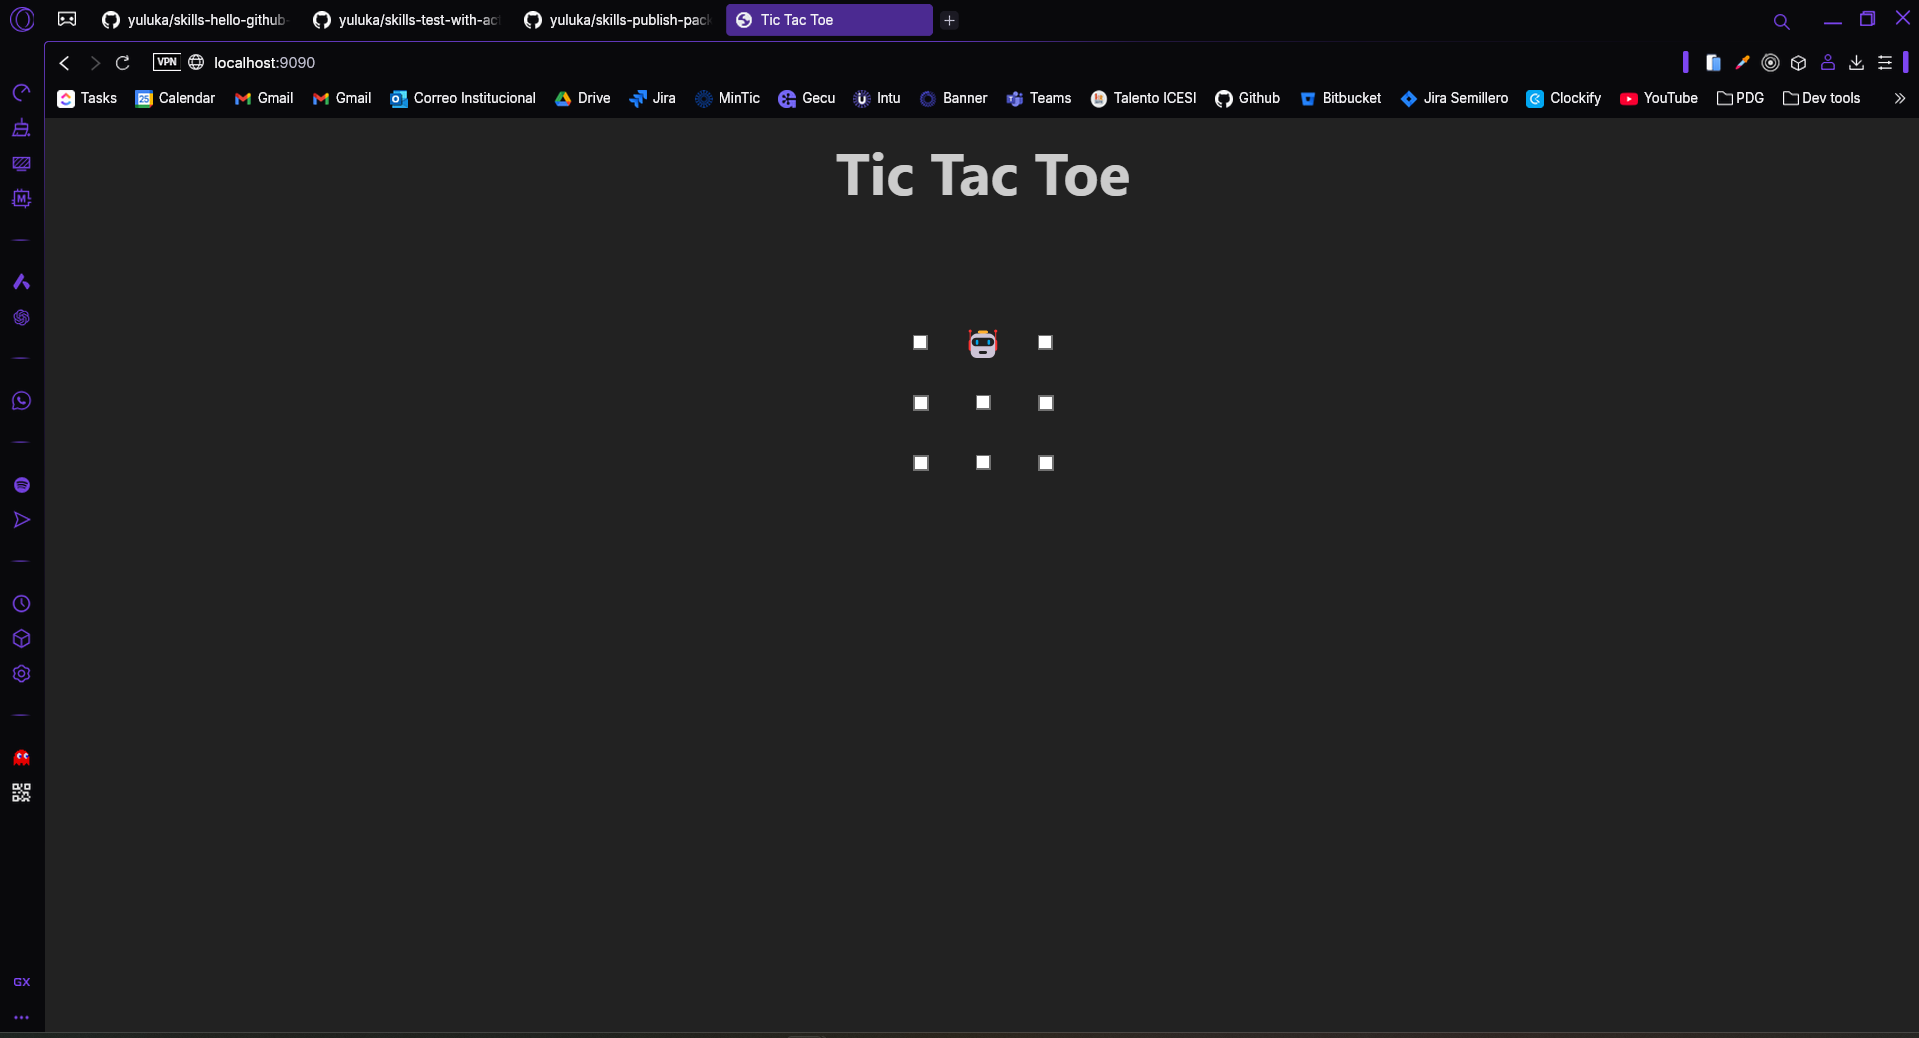 yuluka/skills-hello-github- yuluka/skills-test-with-ac yuluka/skills-publish-pac Tic Tac Toe
VPN localhost:9090
Tasks 25 Calendar Gmail Gmail Correo Institucional Drive Jira MinTic Gecu Intu Banner Teams Talento ICESI Github Bitbucket Jira Semillero Clockify YouTube PDG Dev tools
M
Tic Tac Toe
GX